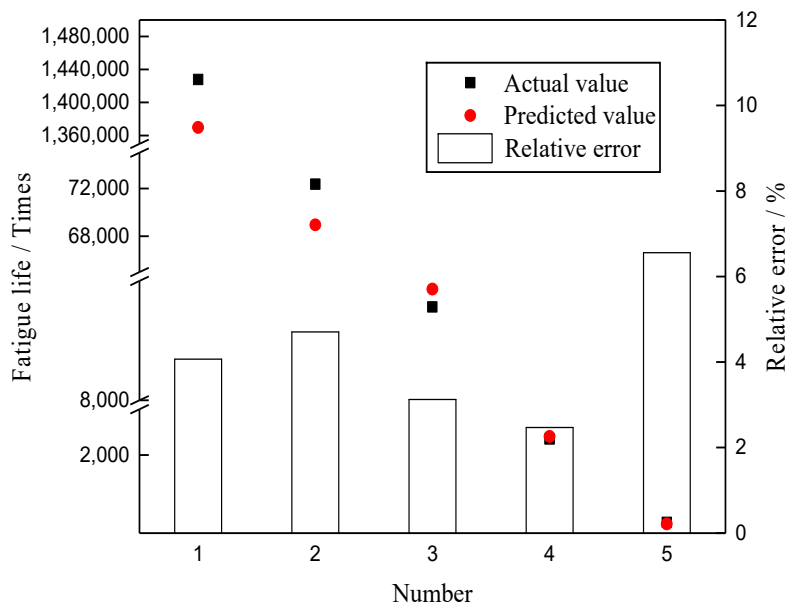 Fatigue life / Times
1,480,000
1,440,000
1,400,000
1,360,000
72,000
68,000
8,000
2,000
Actual value
Predicted value
Relative error
12
10
8
6
4
2
0
Relative error / %
1 2 3 4 5
Number